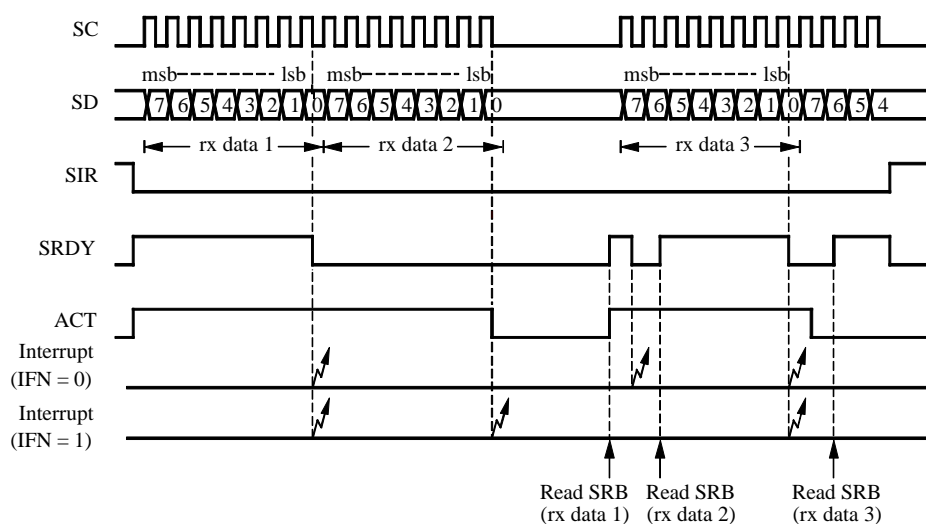 SC
msb lsb msb lsb msb lsb
SD 7 6 5 4 3 2 1 0 7 6 5 4 3 2 1 0 7 6 5 4 3 2 1 0 7 6 5 4
rx data 1 rx data 2 rx data 3
SIR
SRDY
ACT
Interrupt
(IFN = 0)
Interrupt
(IFN = 1)
Read SRB Read SRB Read SRB
(rx data 1) (rx data 2) (rx data 3)